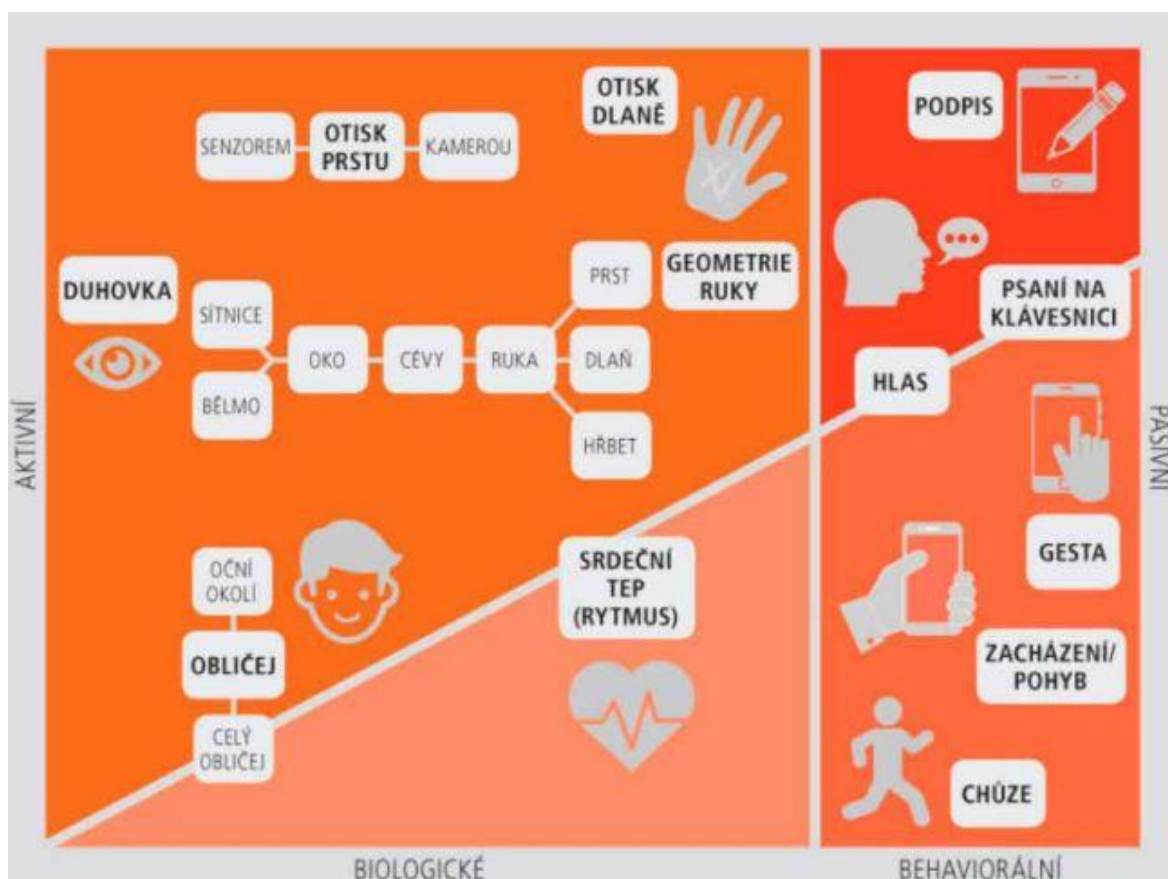 OTISK
DLANĚ
PODPIS
SENZOREM
OTISK
PRSTU
KAMEROU
DUHOVKA
SÍTNICE
BĚLMO
OKO
CÉVY
RUKA
PRST
DLAŇ
HŘBET
GEOMETRIE
RUKY
PSANÍ NA
KLÁVESNICI
HLAS
AKTIVNÍ
PASIVNÍ
OČNÍ
OKOLÍ
OBLIČEJ
CELÝ
OBLIČEJ
SRDEČNÍ
TEP
(RYTMUS)
GESTA
ZACHÁZENÍ/
POHYB
CHŮZE
BIOLOGICKÉ
BEHAVIORÁLNÍ